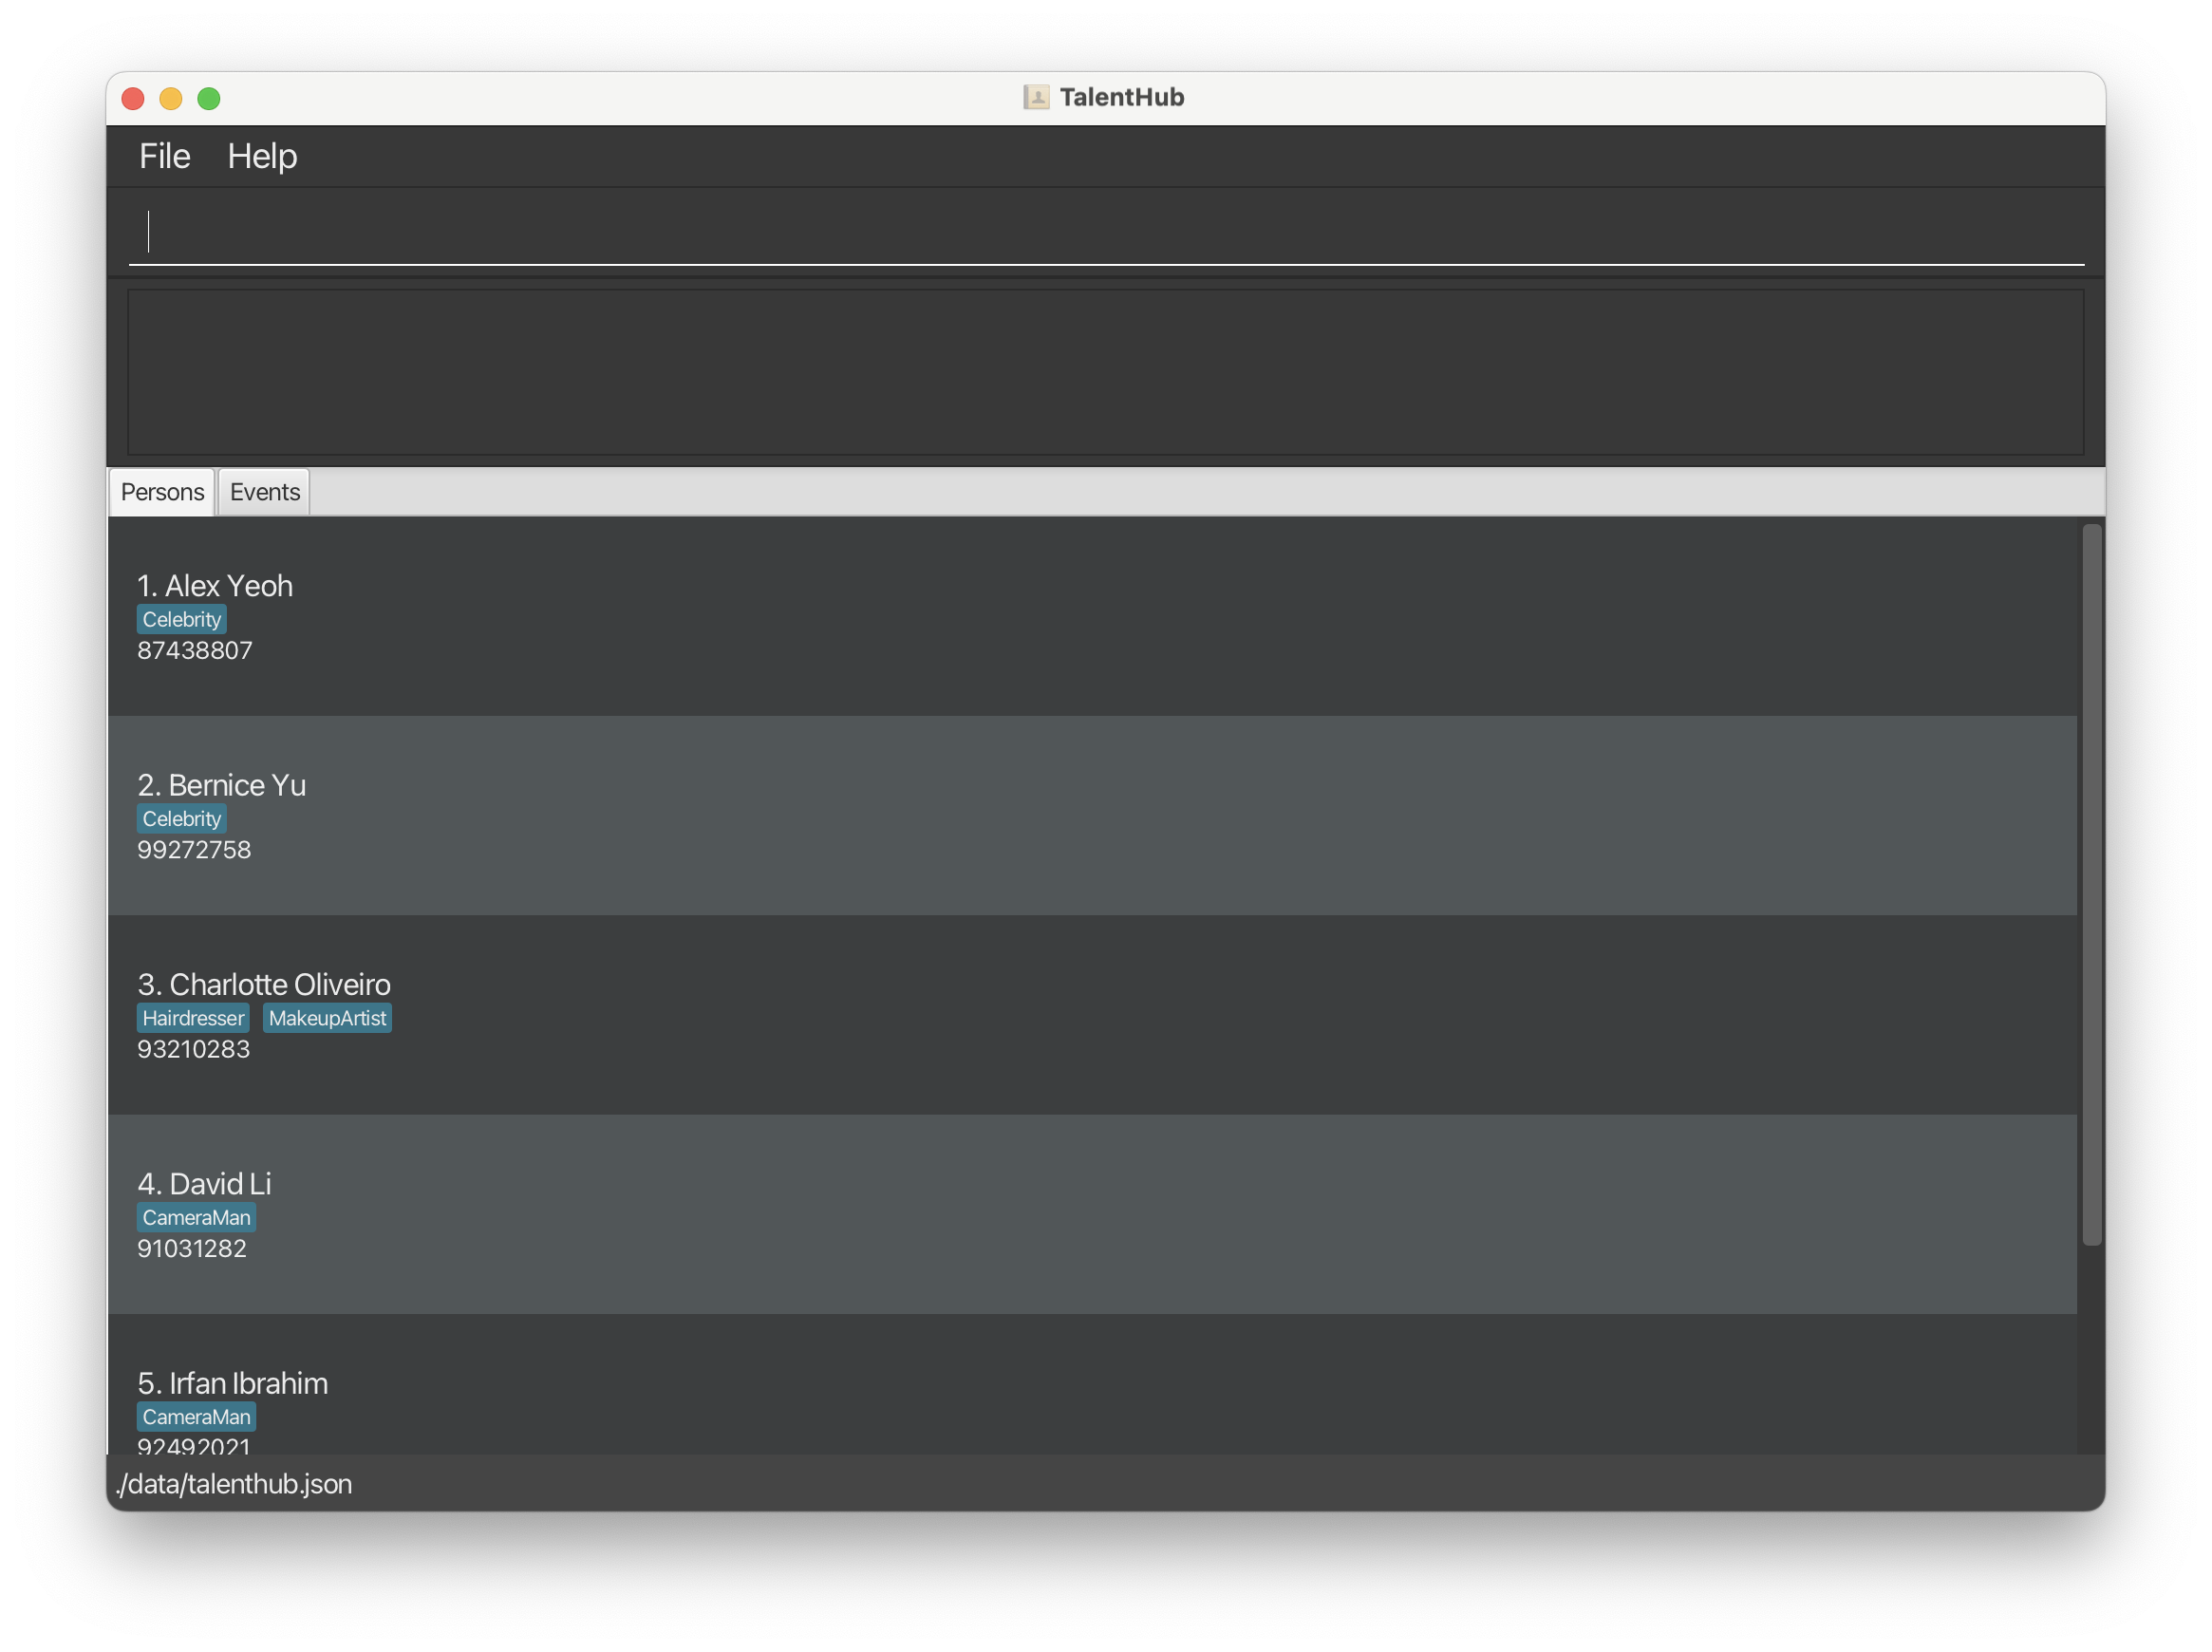 TalentHub
File Help
Persons Events
1. Alex Yeoh
Celebrity
87438807
2. Bernice Yu
Celebrity
99272758
3. Charlotte Oliveiro
Hairdresser MakeupArtist
93210283
4. David Li
CameraMan
91031282
5. Irfan Ibrahim
CameraMan
92492021
./data/talenthub.json